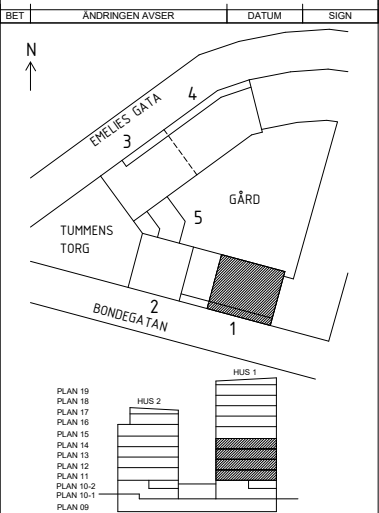 BET ÄNDRINGEN AVSER DATUM SIGN
N
EMELIES GATA
4
3
GÅRD
5
TUMMENS
TORG
BONDEGATAN
2
1
HUS 1
HUS 2
PLAN 19
PLAN 18
PLAN 17
PLAN 16
PLAN 15
PLAN 14
PLAN 13
PLAN 12
PLAN 11
PLAN 10-2
PLAN 10-1
PLAN 09